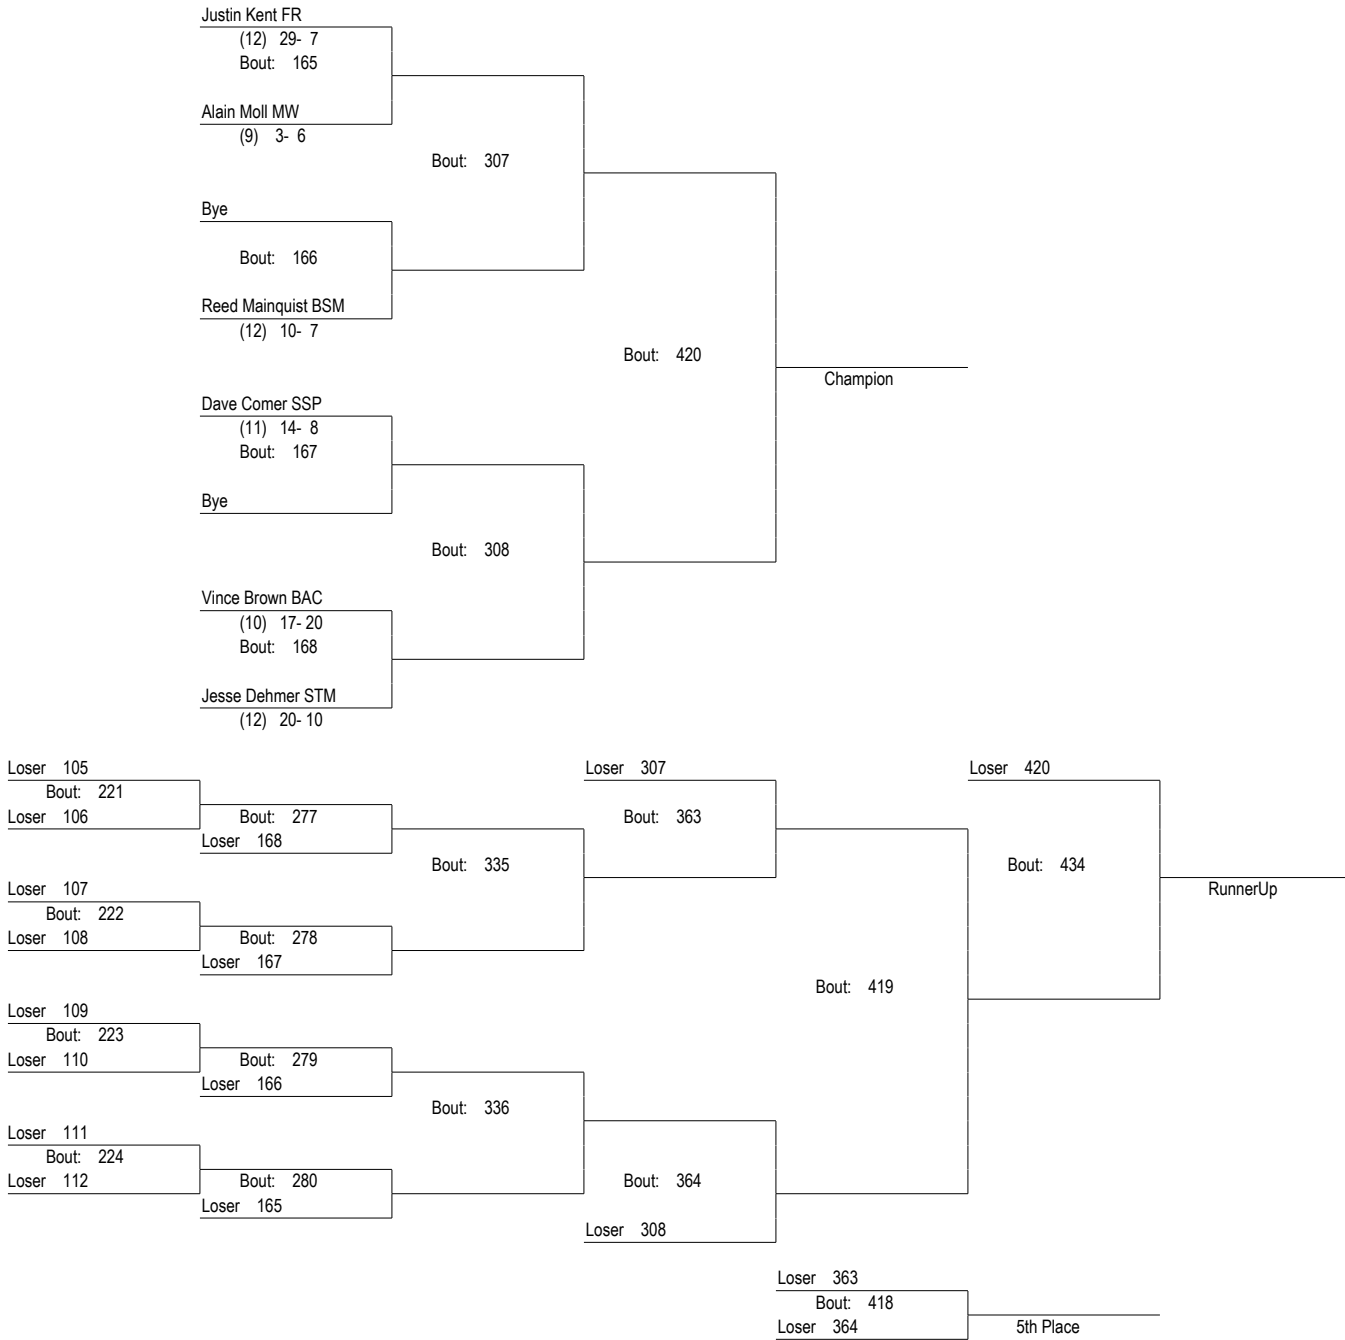 Justin Kent FR
(12) 29- 7
Bout: 165
Alain Moll MW
(9) 3- 6
Bout: 307
Bye
Bout: 166
Reed Mainquist BSM
(12) 10- 7
Bout: 420
Champion
Dave Comer SSP
(11) 14- 8
Bout: 167
Bye
Bout: 308
Vince Brown BAC
(10) 17- 20
Bout: 168
Jesse Dehmer STM
(12) 20- 10
Loser 105
Bout: 221
Loser 106
Bout: 277
Loser 168
Loser 307
Bout: 363
Loser 420
Bout: 335
Bout: 434
RunnerUp
Loser 107
Bout: 222
Loser 108
Bout: 278
Loser 167
Bout: 419
Loser 109
Bout: 223
Loser 110
Bout: 279
Loser 166
Bout: 336
Loser 111
Bout: 224
Loser 112
Bout: 280
Loser 165
Bout: 364
Loser 308
Loser 363
Bout: 418
Loser 364
5th Place